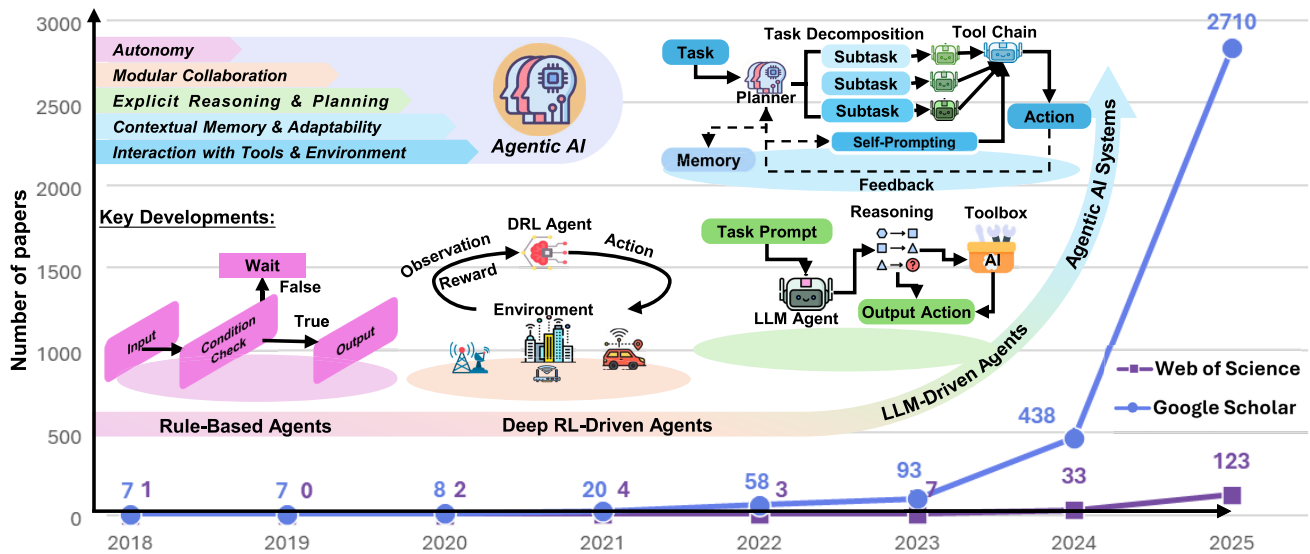 Number of papers
3000
2500
2000
1500
1000
500
0
Autonomy
Modular Collaboration
Explicit Reasoning & Planning
Contextual Memory & Adaptability
Interaction with Tools & Environment
Agentic AI
Task
Task Decomposition
Tool Chain
Subtask
Subtask
Subtask
Planner
Action
Self-Prompting
Memory
Feedback
Key Developments:
Wait
False
True
Input
Condition
Check
Output
DRL Agent
Observation
Reward
Action
Environment
Task Prompt
Reasoning
Toolbox
?
AI
LLM Agent
Output Action
Rule-Based Agents
Deep RL-Driven Agents
LLM-Driven Agents
Agentic AI Systems
Web of Science
Google Scholar
7 1
7 0
8 2
20 4
58 3
93 7
438 33
2710 123
2018
2019
2020
2021
2022
2023
2024
2025